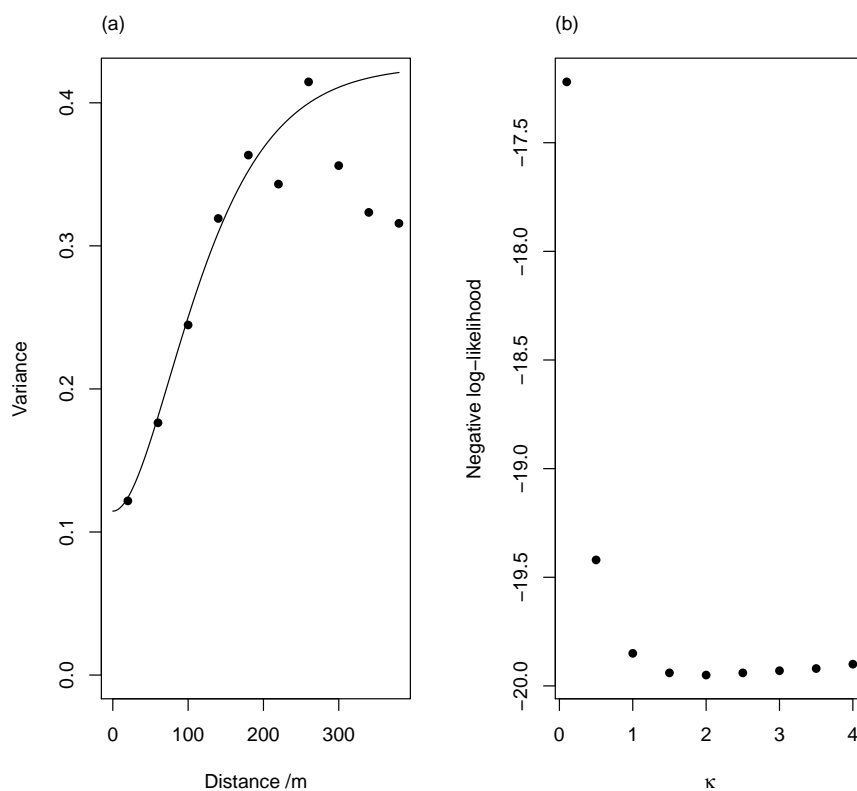 (a)
Variance
0.4
0.3
0.2
0.1
0.0
0 100 200 300
Distance /m
(b)
Negative log−likelihood
−17.5
−18.0
−18.5
−19.0
−19.5
−20.0
0 1 2 3 4
κ